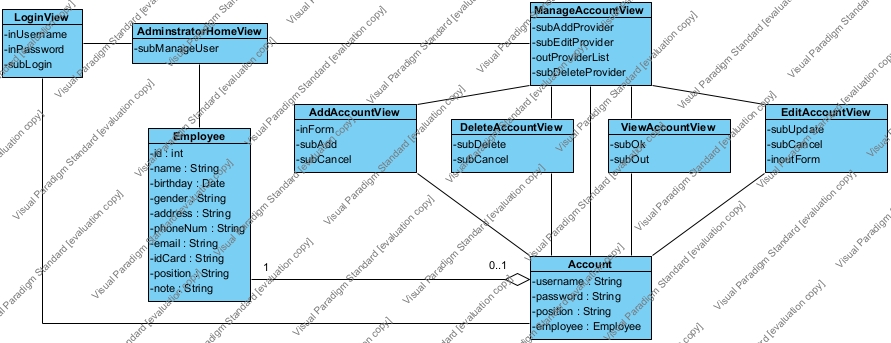 LoginView
-inUsername
-inPassword
-subLogin
AdminstratorHomeView
-subManageUser
ManageAccountView
-subAddProvider
-subEditProvider
-outProviderList
-subDeleteProvider
AddAccountView
-inForm
-subAdd
-subCancel
DeleteAccountView
-subDelete
-subCancel
ViewAccountView
-subOk
-subOut
EditAccountView
-subUpdate
-subCancel
-inoutForm
Employee
-id : int
-name : String
-birthday : Date
-gender : String
-address : String
-phoneNum : String
-email : String
-idCard : String
-position : String
-note : String
1
0..1
Account
-username : String
-password : String
-position : String
-employee : Employee
Visual Paradigm Standard [evaluation copy]